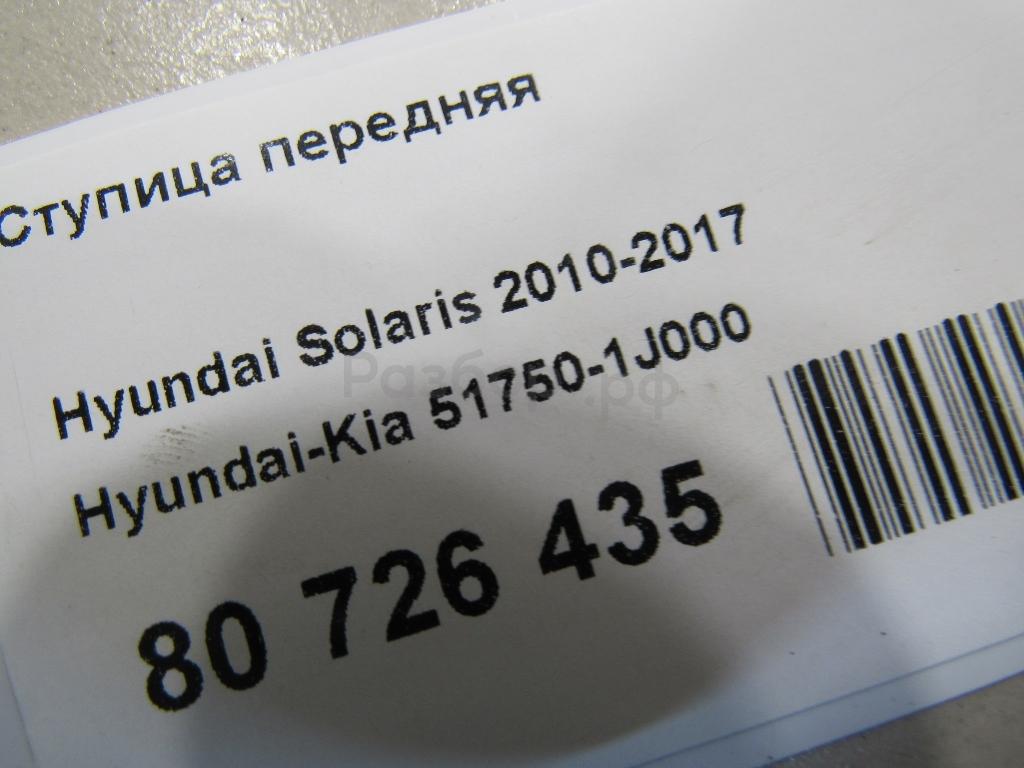 Ступица передняя
Hyundai Solaris 2010-2017
Hyundai-Kia 51750-1J000
80 726 435